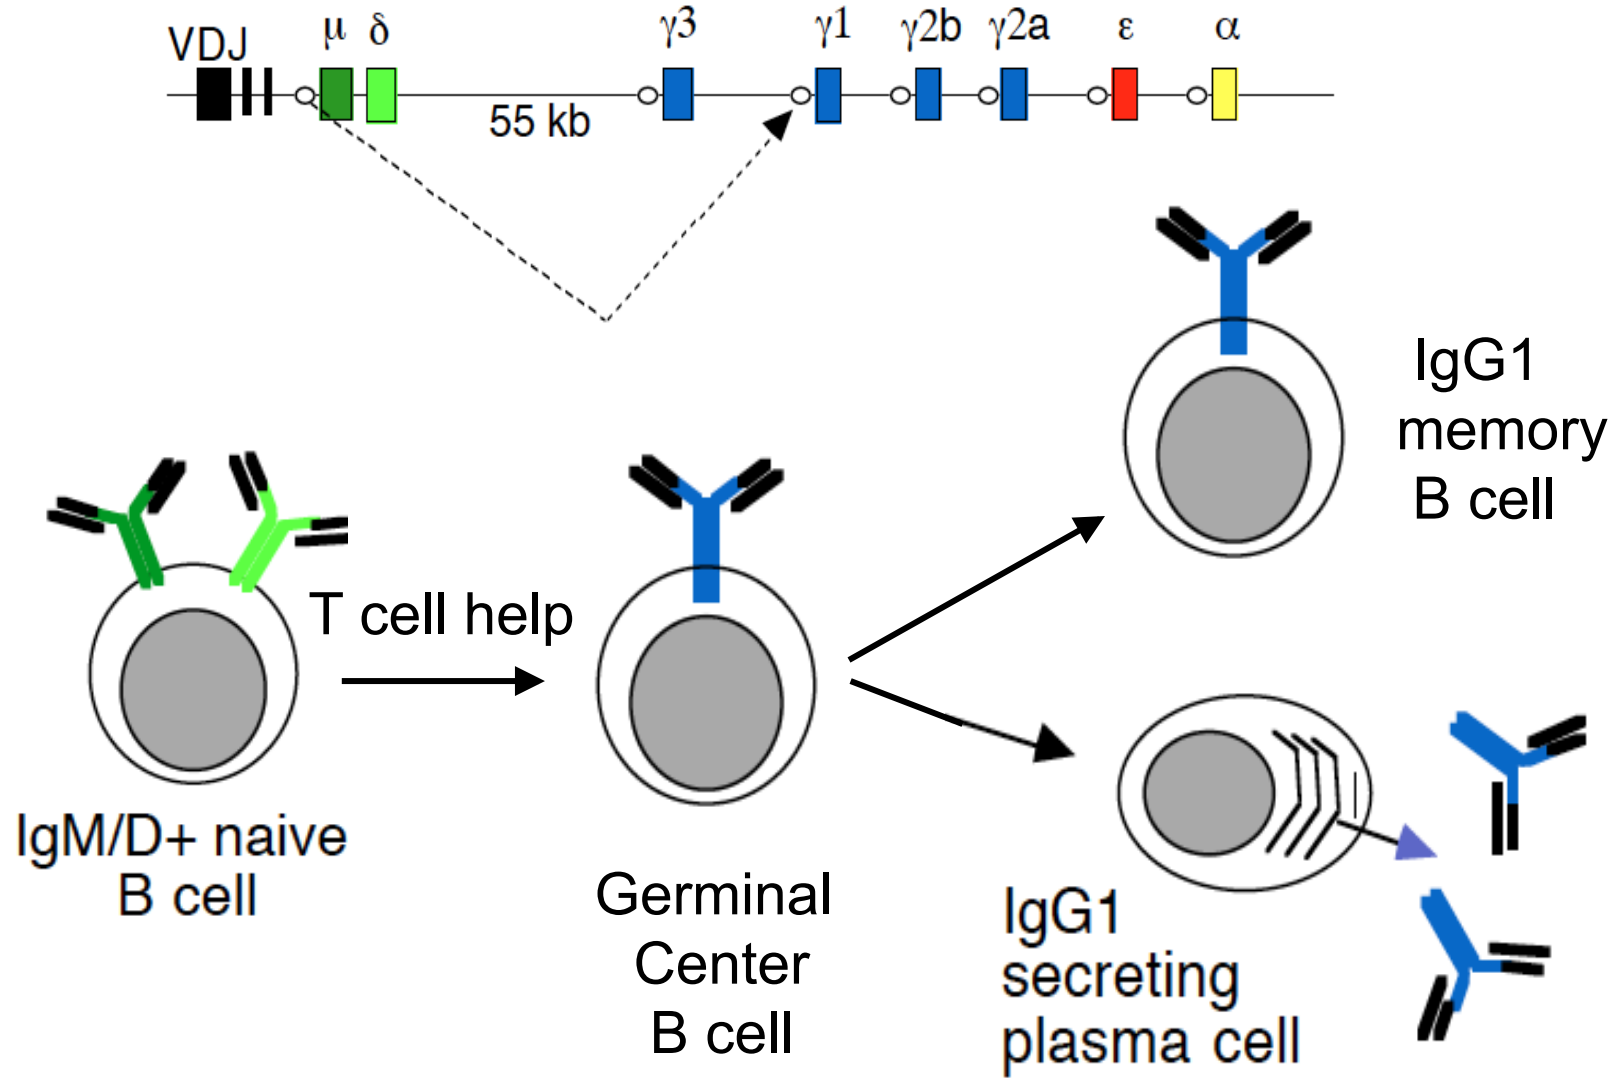 VDJ μ δ γ3 γ1 γ2b γ2a ε α
55 kb
IgG1
memory
B cell
T cell help
IgM/D+ naive
B cell
Germinal
Center
B cell
IgG1
secreting
plasma cell